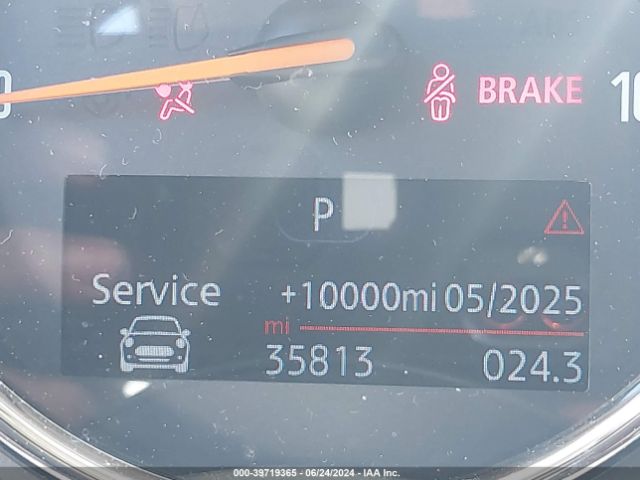 BRAKE
P
Service +10000mi 05/2025
mi
35813 024.3
000-39719365 - 06/24/2024 - IAA Inc.